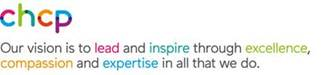 chcp
Our vision is to lead and inspire through excellence,
compassion and expertise in all that we do.